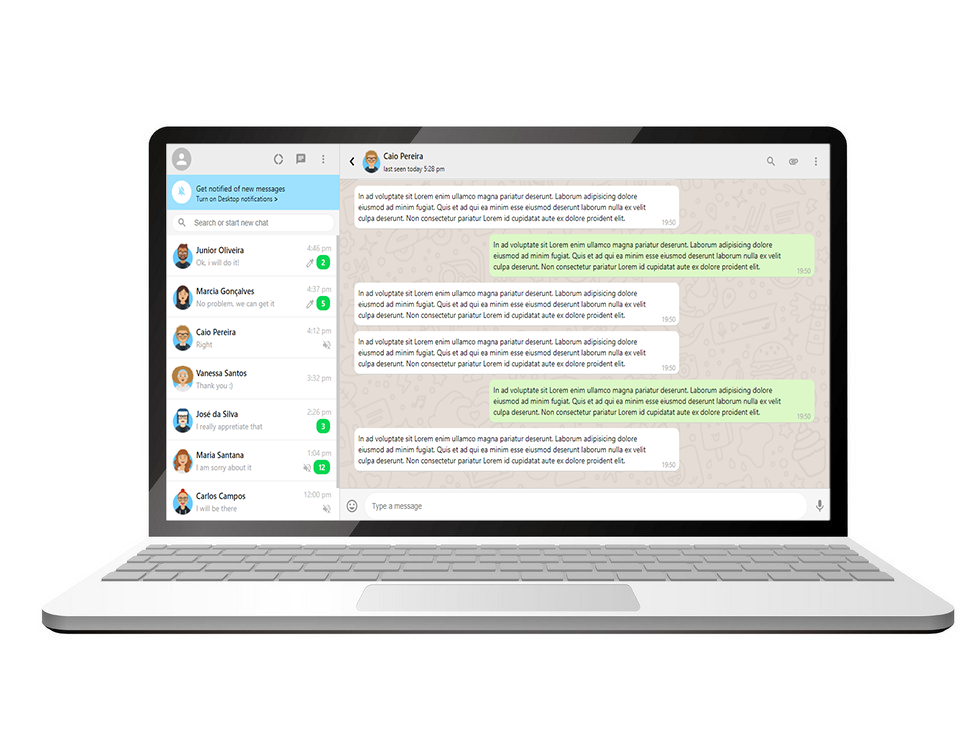 Get notified of new messages
Turn on Desktop notifications >
Search or start new chat
Junior Oliveira
4:46 pm
Ok, i will do it!
2
Marcia Gonçalves
4:37 pm
No problem, we can get it
5
Caio Pereira
4:12 pm
Right
Vanessa Santos
3:32 pm
Thank you :)
José da Silva
2:26 pm
I really appretiate that
3
Maria Santana
1:04 pm
I am sorry about it
12
Carlos Campos
12:00 pm
I will be there
Caio Pereira
last seen today 5:28 pm
In ad voluptate sit Lorem enim ullamco magna pariatur deserunt. Laborum adipisicing dolore
eiusmod ad minim fugiat. Quis et ad qui ea minim esse eiusmod deserunt laborum nulla ex velit
culpa deserunt. Non consectetur pariatur Lorem id cupidatat aute ex dolore proident elit.
19:50
In ad voluptate sit Lorem enim ullamco magna pariatur deserunt. Laborum adipisicing dolore
eiusmod ad minim fugiat. Quis et ad qui ea minim esse eiusmod deserunt laborum nulla ex velit
culpa deserunt. Non consectetur pariatur Lorem id cupidatat aute ex dolore proident elit.
19:50
In ad voluptate sit Lorem enim ullamco magna pariatur deserunt. Laborum adipisicing dolore
eiusmod ad minim fugiat. Quis et ad qui ea minim esse eiusmod deserunt laborum nulla ex velit
culpa deserunt. Non consectetur pariatur Lorem id cupidatat aute ex dolore proident elit.
19:50
In ad voluptate sit Lorem enim ullamco magna pariatur deserunt. Laborum adipisicing dolore
eiusmod ad minim fugiat. Quis et ad qui ea minim esse eiusmod deserunt laborum nulla ex velit
culpa deserunt. Non consectetur pariatur Lorem id cupidatat aute ex dolore proident elit.
19:50
In ad voluptate sit Lorem enim ullamco magna pariatur deserunt. Laborum adipisicing dolore
eiusmod ad minim fugiat. Quis et ad qui ea minim esse eiusmod deserunt laborum nulla ex velit
culpa deserunt. Non consectetur pariatur Lorem id cupidatat aute ex dolore proident elit.
19:50
In ad voluptate sit Lorem enim ullamco magna pariatur deserunt. Laborum adipisicing dolore
eiusmod ad minim fugiat. Quis et ad qui ea minim esse eiusmod deserunt laborum nulla ex velit
culpa deserunt. Non consectetur pariatur Lorem id cupidatat aute ex dolore proident elit.
19:50
Type a message